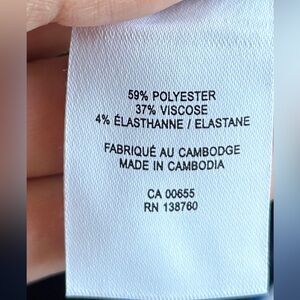 59% POLYESTER
37% VISCOSE
4% ÉLASTHANNE / ELASTANE
FABRIQUÉ AU CAMBODGE
MADE IN CAMBODIA
CA 00655
RN 138760